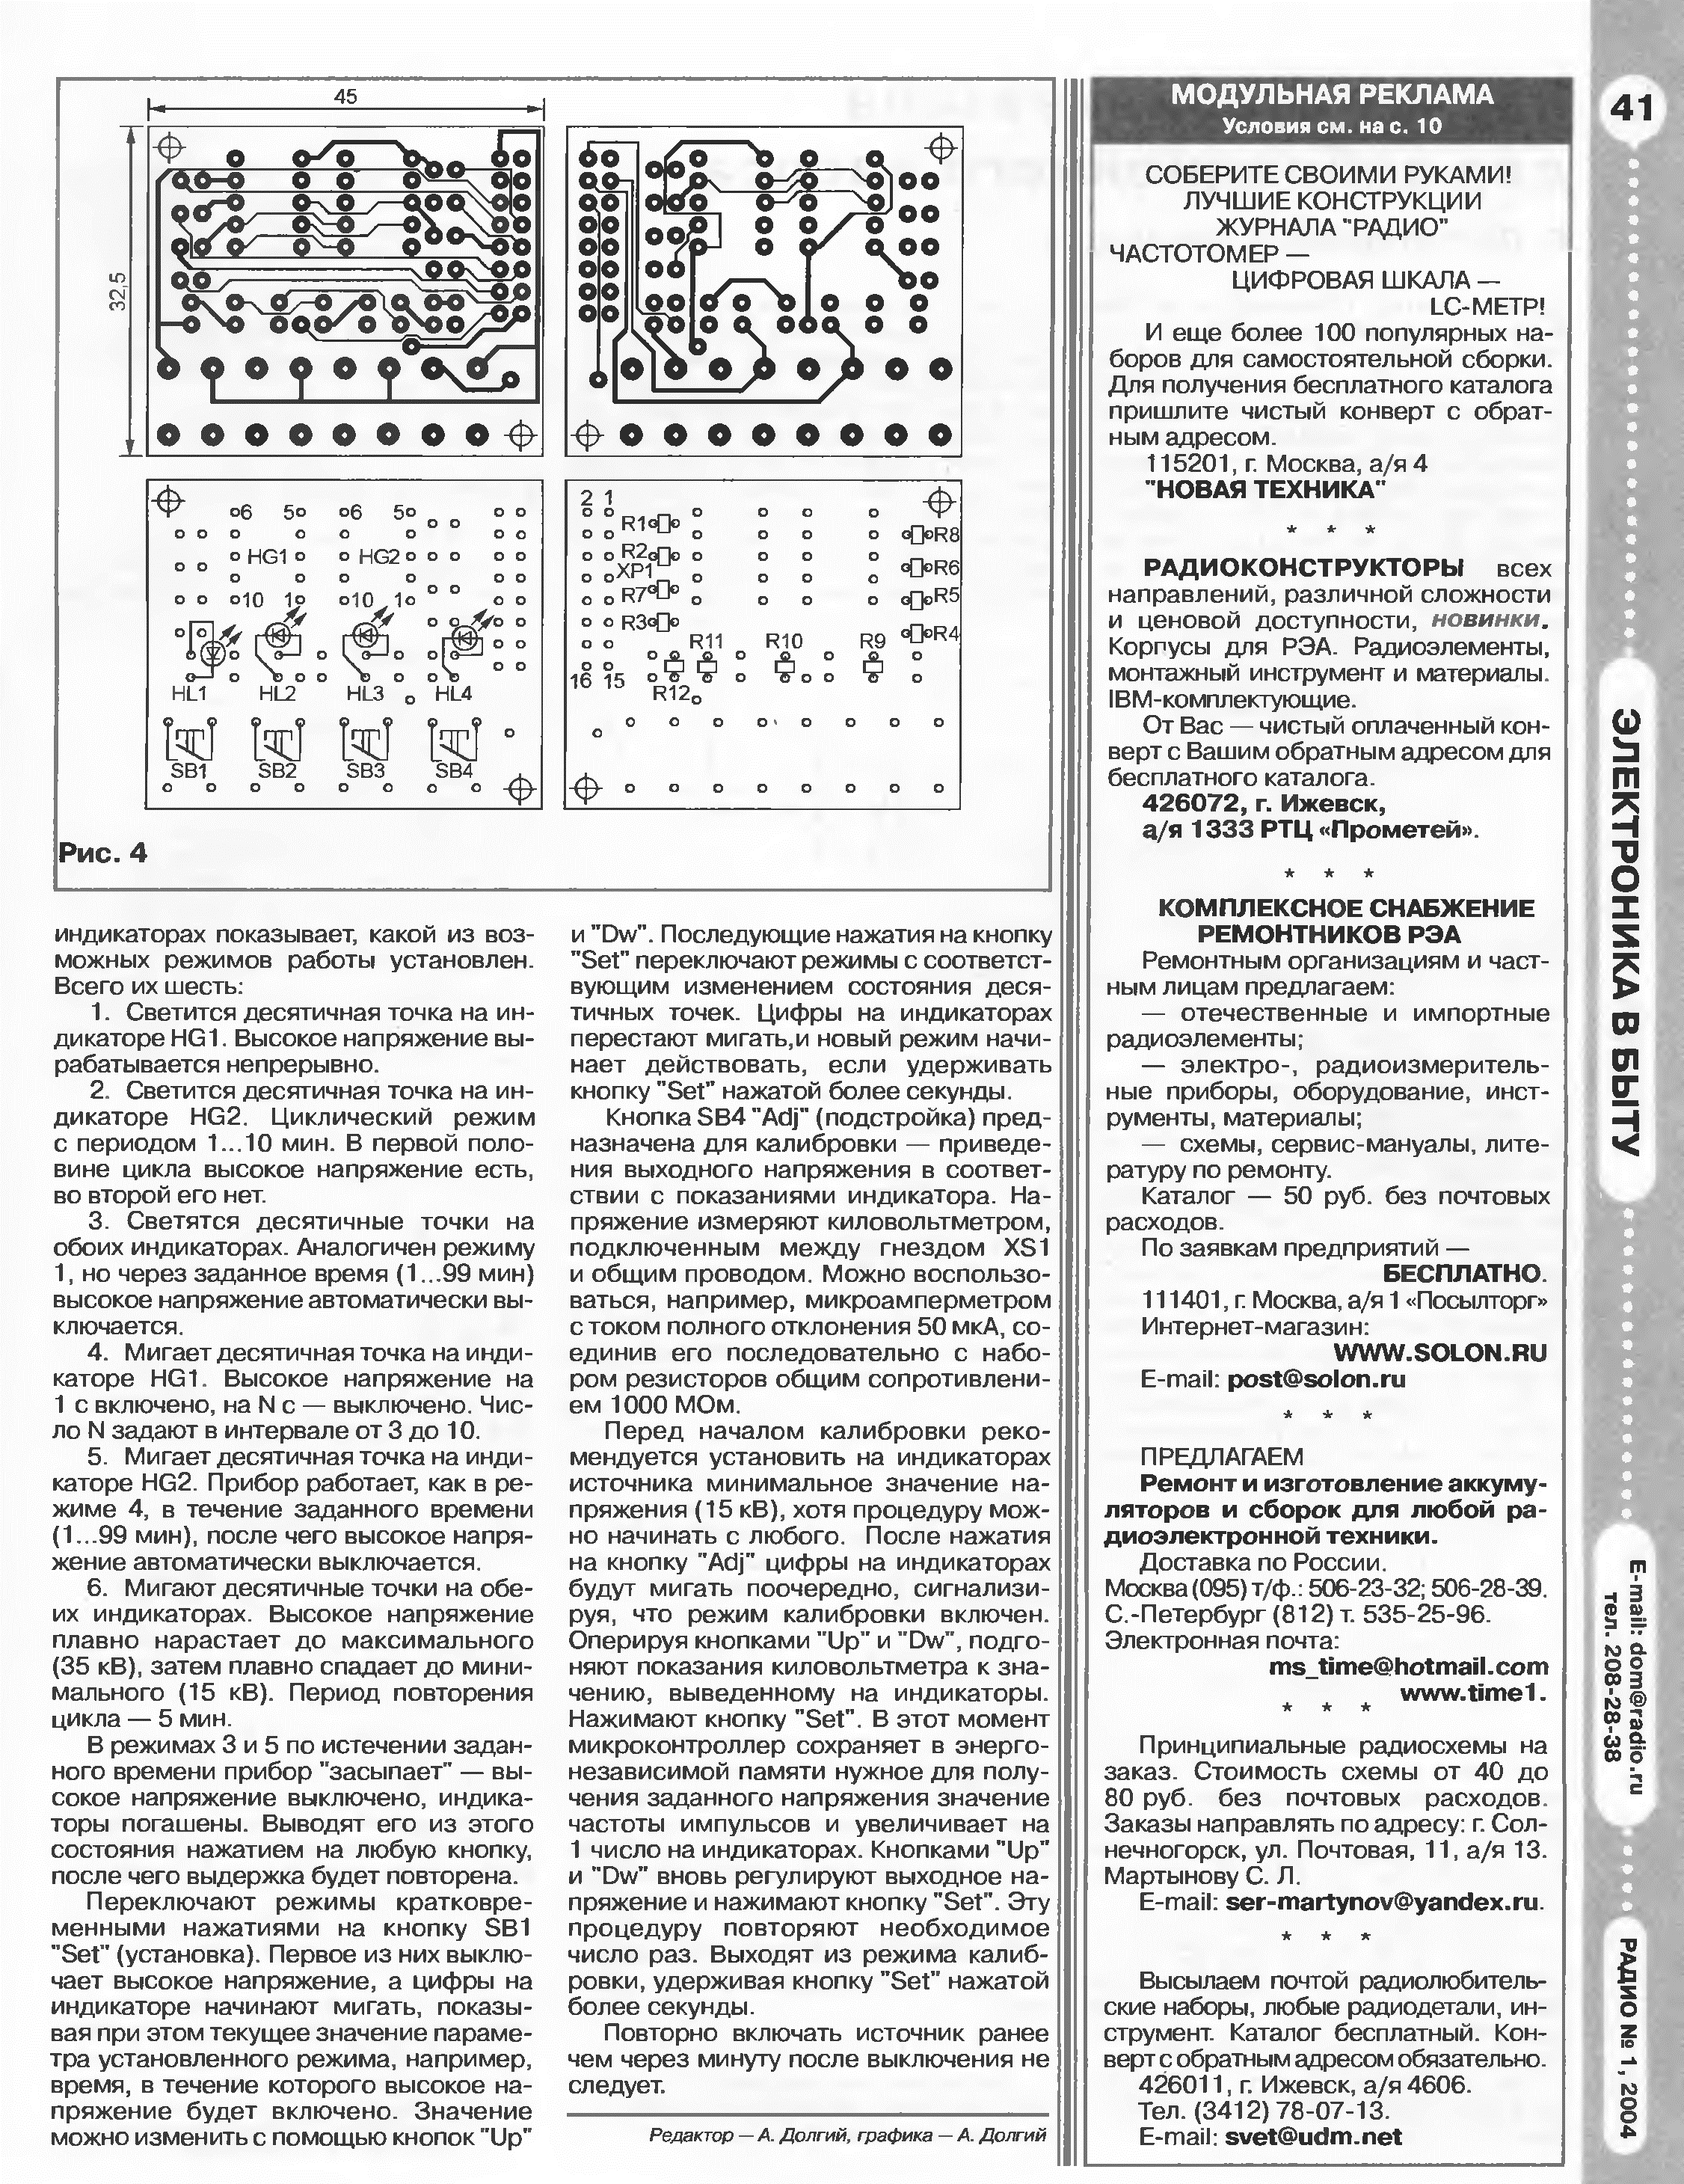 45
32,5
6 5 6 5
HG1 HG2
10 1 10 1
HL1 HL2 HL3 HL4
SB1 SB2 SB3 SB4
2 1
R1 R8
R2
XP1 R6
R7 R5
R3 R4
R11 R10 R9
16 15 R12
Рис. 4
индикаторах показывает, какой из воз-
можных режимов работы установлен.
Всего их шесть:
1. Светится десятичная точка на ин-
дикаторе HG1. Высокое напряжение вы-
рабатывается непрерывно.
2. Светится десятичная точка на ин-
дикаторе HG2. Циклический режим
с периодом 1...10 мин. В первой поло-
вине цикла высокое напряжение есть,
во второй его нет.
3. Светятся десятичные точки на
обоих индикаторах. Аналогичен режиму
1, но через заданное время (1...99 мин)
высокое напряжение автоматически вы-
ключается.
4. Мигает десятичная точка на инди-
каторе HG1. Высокое напряжение на
1 с включено, на N с — выключено. Чис-
ло N задают в интервале от 3 до 10.
5. Мигает десятичная точка на инди-
каторе HG2. Прибор работает, как в ре-
жиме 4, в течение заданного времени
(1...99 мин), после чего высокое напря-
жение автоматически выключается.
6. Мигают десятичные точки на обе-
их индикаторах. Высокое напряжение
плавно нарастает до максимального
(35 кВ), затем плавно спадает до мини-
мального (15 кВ). Период повторения
цикла — 5 мин.
В режимах 3 и 5 по истечении задан-
ного времени прибор "засыпает" — вы-
сокое напряжение выключено, индика-
торы погашены. Выводят его из этого
состояния нажатием на любую кнопку,
после чего выдержка будет повторена.
Переключают режимы кратковре-
менными нажатиями на кнопку SB1
"Set" (установка). Первое из них выклю-
чает высокое напряжение, а цифры на
индикаторе начинают мигать, показы-
вая при этом текущее значение параме-
тра установленного режима, например,
время, в течение которого высокое на-
пряжение будет включено. Значение
можно изменить с помощью кнопок "Up"
и "Dw". Последующие нажатия на кнопку
"Set" переключают режимы с соответст-
вующим изменением состояния деся-
тичных точек. Цифры на индикаторах
перестают мигать,и новый режим начи-
нает действовать, если удерживать
кнопку "Set" нажатой более секунды.
Кнопка SB4 "Adj" (подстройка) пред-
назначена для калибровки — приведе-
ния выходного напряжения в соответ-
ствии с показаниями индикатора. На-
пряжение измеряют киловольтметром,
подключенным между гнездом XS1
и общим проводом. Можно воспользо-
ваться, например, микроамперметром
с током полного отклонения 50 мкА, со-
единив его последовательно с набо-
ром резисторов общим сопротивлени-
ем 1000 МОм.
Перед началом калибровки реко-
мендуется установить на индикаторах
источника минимальное значение на-
пряжения (15 кВ), хотя процедуру мож-
но начинать с любого. После нажатия
на кнопку "Adj" цифры на индикаторах
будут мигать поочередно, сигнализи-
руя, что режим калибровки включен.
Оперируя кнопками "Up" и "Dw", подго-
няют показания киловольтметра к зна-
чению, выведенному на индикаторы.
Нажимают кнопку "Set". В этот момент
микроконтроллер сохраняет в энерго-
независимой памяти нужное для полу-
чения заданного напряжения значение
частоты импульсов и увеличивает на
1 число на индикаторах. Кнопками "Up"
и "Dw" вновь регулируют выходное на-
пряжение и нажимают кнопку "Set". Эту
процедуру повторяют необходимое
число раз. Выходят из режима калиб-
ровки, удерживая кнопку "Set" нажатой
более секунды.
Повторно включать источник ранее
чем через минуту после выключения не
следует.
Редактор — А. Долгий, графика — А. Долгий
МОДУЛЬНАЯ РЕКЛАМА
Условия см. на с. 10
СОБЕРИТЕ СВОИМИ РУКАМИ!
ЛУЧШИЕ КОНСТРУКЦИИ
ЖУРНАЛА "РАДИО"
ЧАСТОТОМЕР —
ЦИФРОВАЯ ШКАЛА —
LC-МЕТР!
И еще более 100 популярных на-
боров для самостоятельной сборки.
Для получения бесплатного каталога
пришлите чистый конверт с обрат-
ным адресом.
115201, г. Москва, а/я 4
"НОВАЯ ТЕХНИКА"
* * *
РАДИОКОНСТРУКТОРЫ всех
направлений, различной сложности
и ценовой доступности, новинки.
Корпусы для РЭА. Радиоэлементы,
монтажный инструмент и материалы.
IBM-комплектующие.
От Вас — чистый оплаченный кон-
верт с Вашим обратным адресом для
бесплатного каталога.
426072, г. Ижевск,
а/я 1333 РТЦ «Прометей».
* * *
КОМПЛЕКСНОЕ СНАБЖЕНИЕ
РЕМОНТНИКОВ РЭА
Ремонтным организациям и част-
ным лицам предлагаем:
— отечественные и импортные
радиоэлементы;
— электро-, радиоизмеритель-
ные приборы, оборудование, инст-
рументы, материалы;
— схемы, сервис-мануалы, лите-
ратуру по ремонту.
Каталог — 50 руб. без почтовых
расходов.
По заявкам предприятий —
БЕСПЛАТНО.
111401, г. Москва, а/я 1 «Посылторг»
Интернет-магазин:
WWW.SOLON.RU
E-mail: post@solon.ru
* * *
ПРЕДЛАГАЕМ
Ремонт и изготовление аккуму-
ляторов и сборок для любой ра-
диоэлектронной техники.
Доставка по России.
Москва (095) т/ф.: 506-23-32; 506-28-39.
С.-Петербург (812) т. 535-25-96.
Электронная почта:
ms_time@hotmail.com
www.time1.
* * *
Принципиальные радиосхемы на
заказ. Стоимость схемы от 40 до
80 руб. без почтовых расходов.
Заказы направлять по адресу: г. Сол-
нечногорск, ул. Почтовая, 11, а/я 13.
Мартынову С. Л.
E-mail: ser-martynov@yandex.ru.
* * *
Высылаем почтой радиолюбитель-
ские наборы, любые радиодетали, ин-
струмент. Каталог бесплатный. Кон-
верт с обратным адресом обязательно.
426011, г. Ижевск, а/я 4606.
Тел. (3412) 78-07-13.
E-mail: svet@udm.net
41
ЭЛЕКТРОНИКА В БЫТУ
E-mail: dom@radio.ru
тел. 208-28-38
РАДИО № 1, 2004